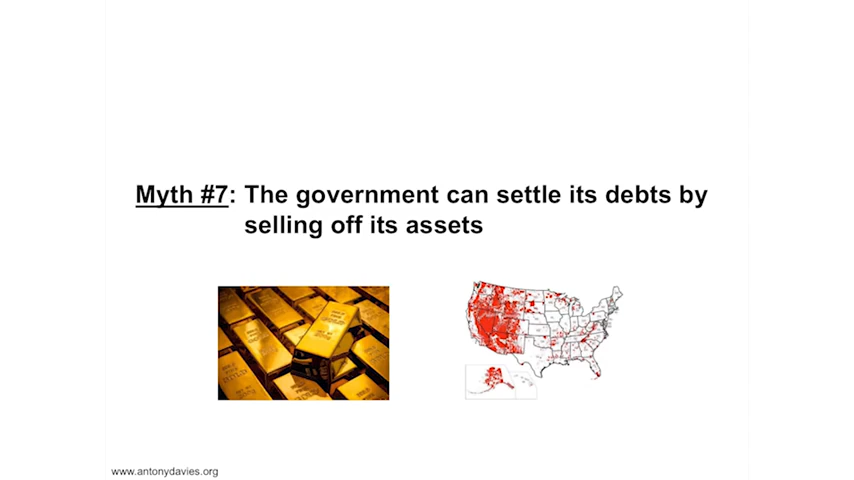 Myth #7: The government can settle its debts by
selling off its assets
www.antonydavies.org